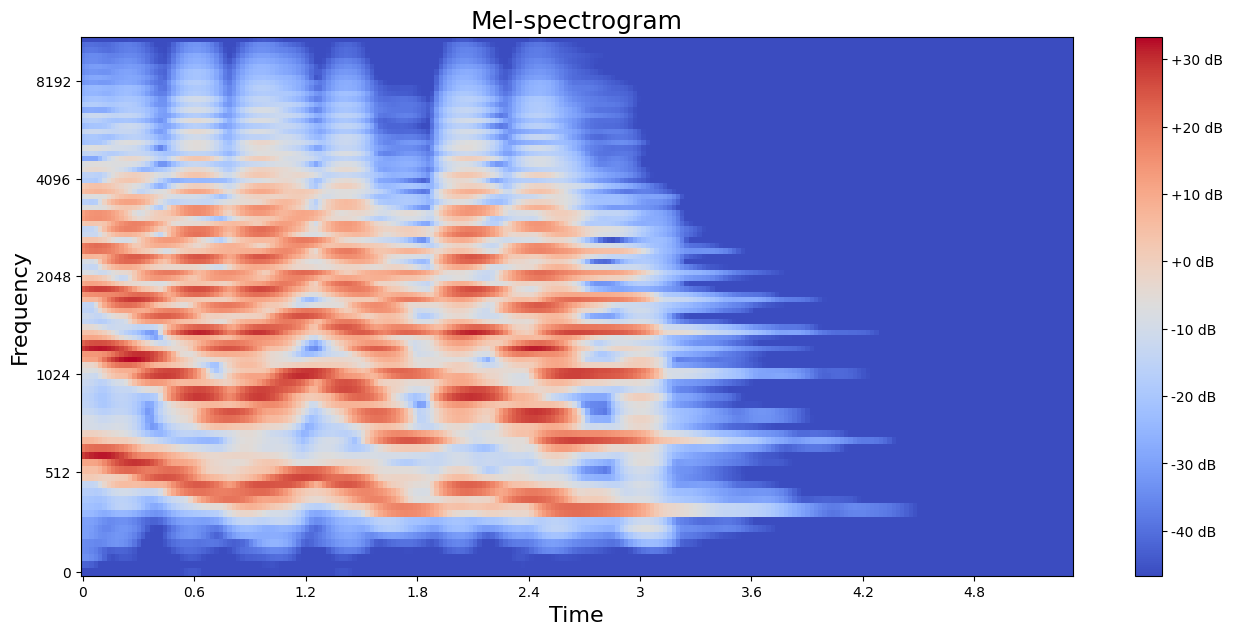 Mel-spectrogram
Frequency
8192
4096
2048
1024
512
0
0 0.6 1.2 1.8 2.4 3 3.6 4.2 4.8
Time
+30 dB
+20 dB
+10 dB
+0 dB
-10 dB
-20 dB
-30 dB
-40 dB